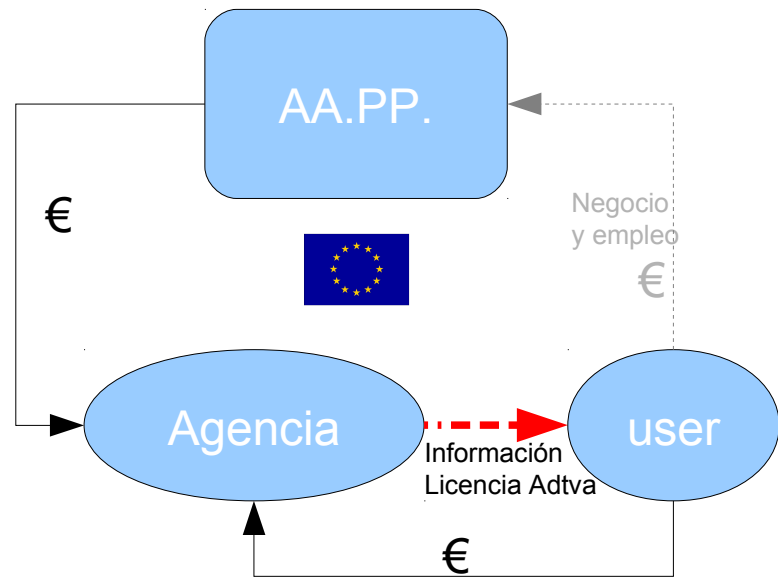 AA.PP.
€
Negocio
y empleo
€
Agencia
user
Información
Licencia Adtva
€